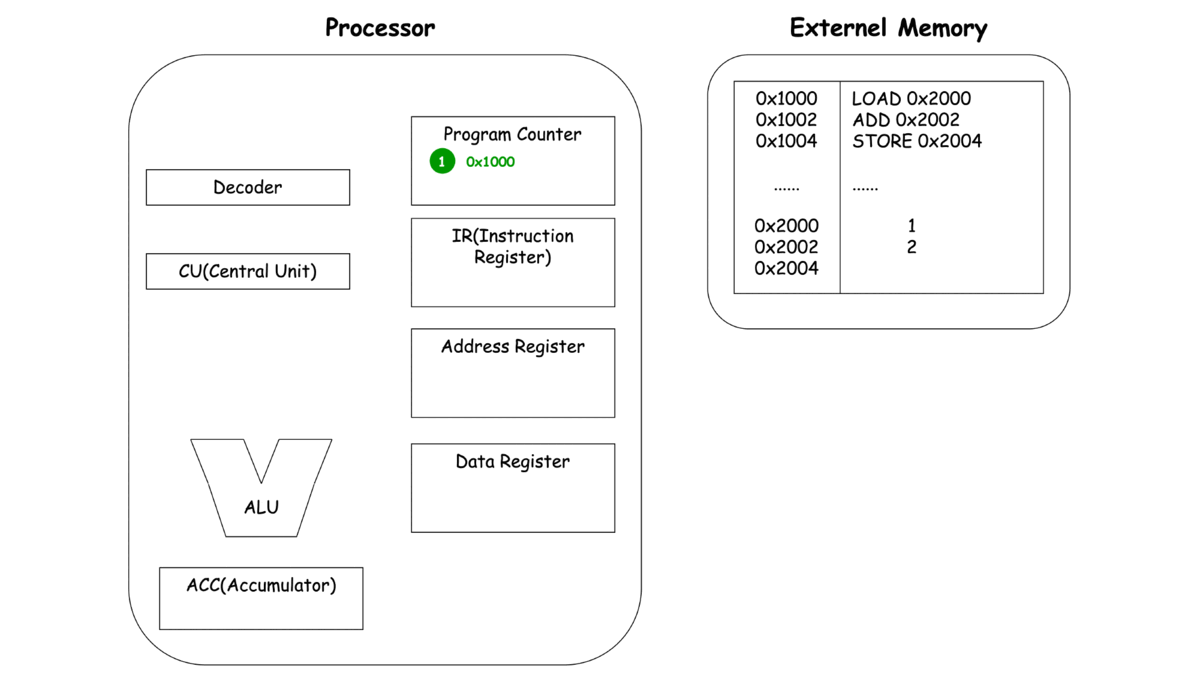 Processor
Externel Memory
Program Counter
1 0x1000
Decoder
IR(Instruction
Register)
CU(Central Unit)
Address Register
Data Register
ALU
ACC(Accumulator)
0x1000 LOAD 0x2000
0x1002 ADD 0x2002
0x1004 STORE 0x2004
...... ......
0x2000 1
0x2002 2
0x2004